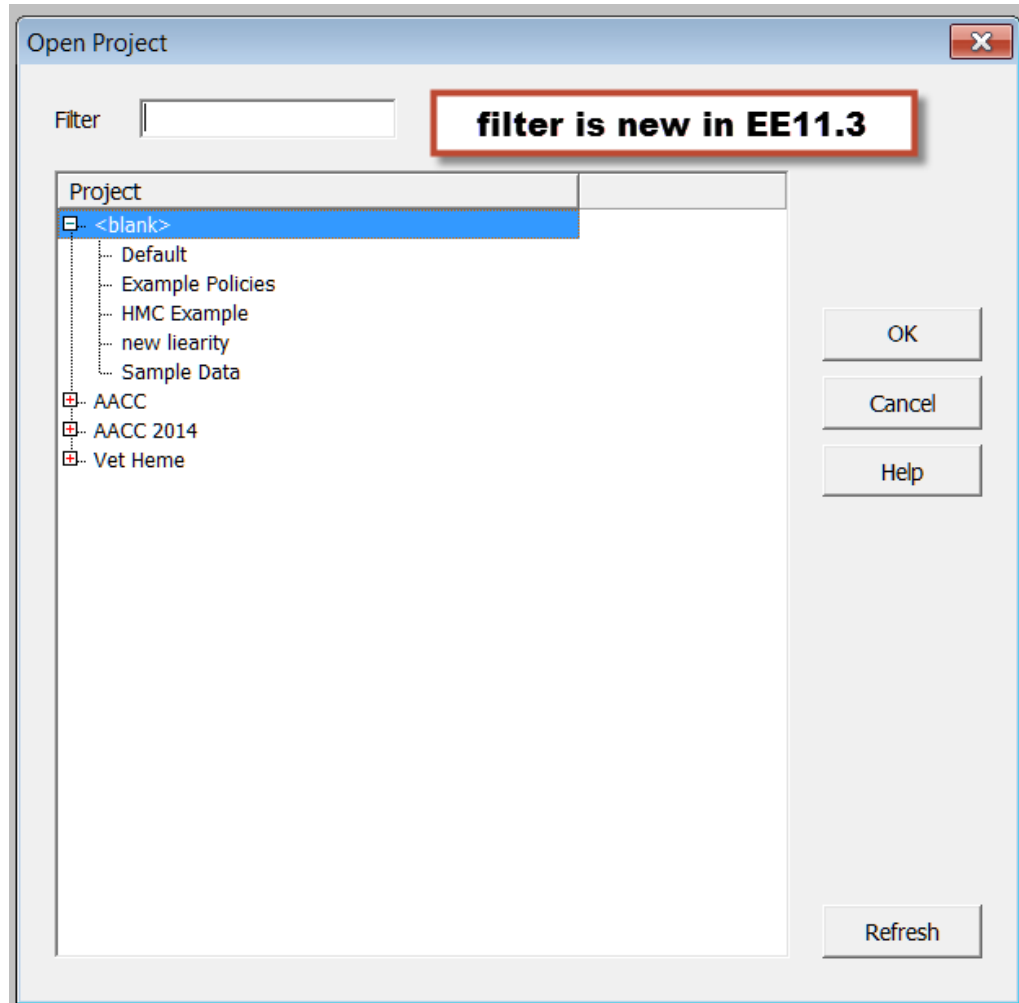 Open Project
Filter
filter is new in EE11.3
Project
<blank>
Default
Example Policies
HMC Example
new liearity
Sample Data
AACC
AACC 2014
Vet Heme
OK
Cancel
Help
Refresh